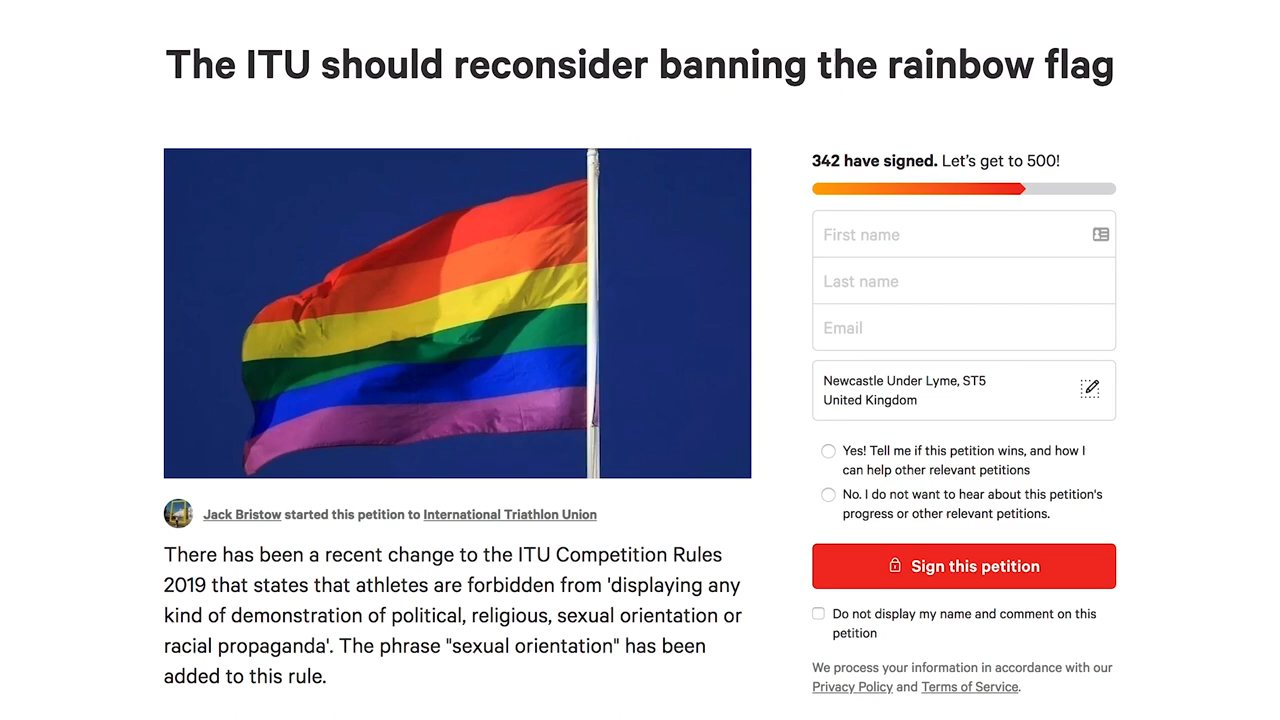 The ITU should reconsider banning the rainbow flag
342 have signed. Let’s get to 500!
First name
Last name
Email
Newcastle Under Lyme, ST5
United Kingdom
Yes! Tell me if this petition wins, and how I
can help other relevant petitions
No. I do not want to hear about this petition's
progress or other relevant petitions.
Sign this petition
Do not display my name and comment on this
petition
We process your information in accordance with our
Privacy Policy and Terms of Service.
Jack Bristow started this petition to International Triathlon Union
There has been a recent change to the ITU Competition Rules
2019 that states that athletes are forbidden from 'displaying any
kind of demonstration of political, religious, sexual orientation or
racial propaganda'. The phrase "sexual orientation" has been
added to this rule.